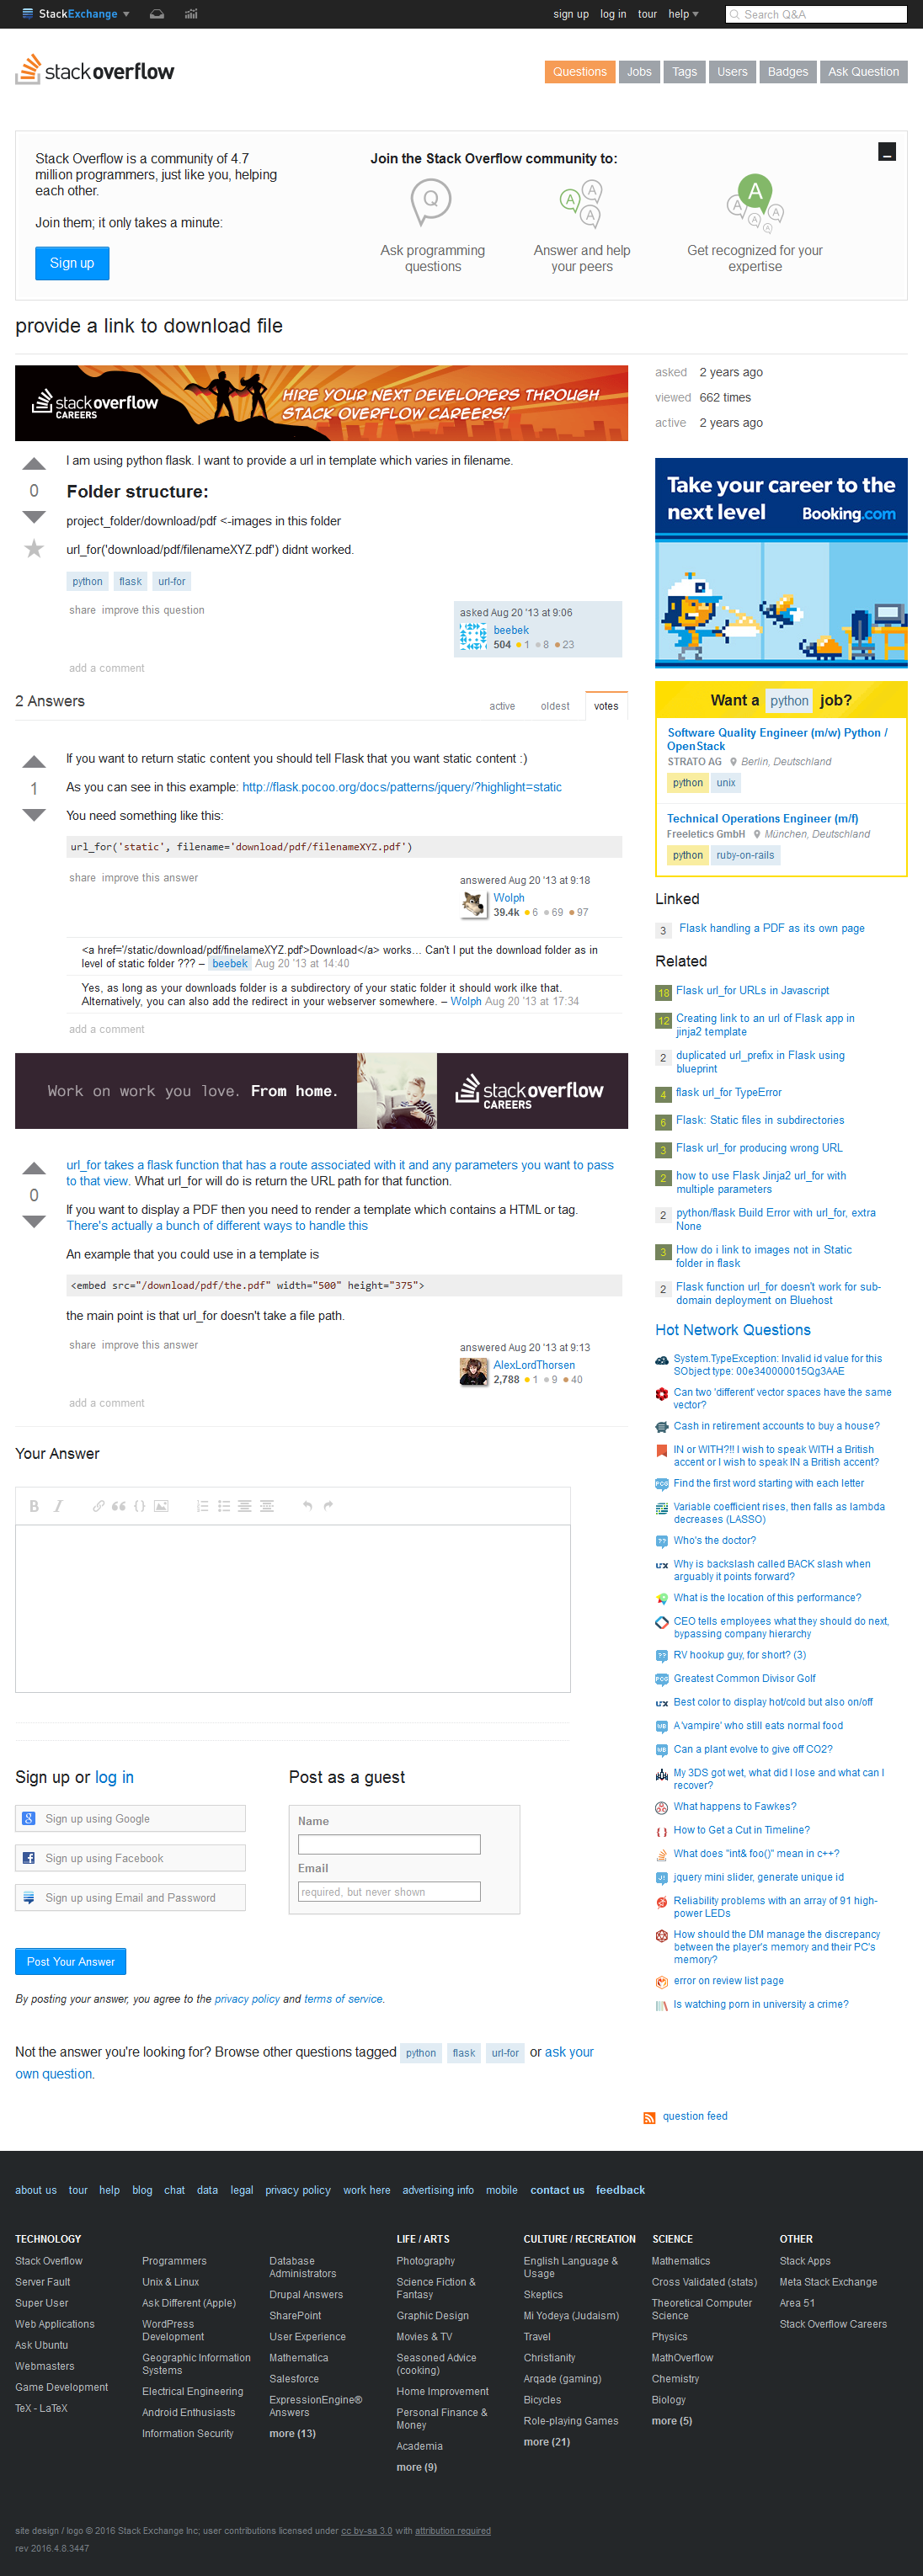 StackExchange
sign up log in tour help Search Q&A
stackoverflow
Questions Jobs Tags Users Badges Ask Question
Stack Overflow is a community of 4.7
million programmers, just like you, helping
each other.
Join them; it only takes a minute:
Sign up
Join the Stack Overflow community to:
Q
A
A
A
A
A
A
A
Ask programming
questions
Answer and help
your peers
Get recognized for your
expertise
provide a link to download file
stackoverflow
CAREERS
HIRE YOUR NEXT DEVELOPERS THROUGH
STACK OVERFLOW CAREERS!
0
I am using python flask. I want to provide a url in template which varies in filename.
Folder structure:
project_folder/download/pdf <-images in this folder
url_for('download/pdf/filenameXYZ.pdf') didnt worked.
python flask url-for
share improve this question
asked Aug 20 '13 at 9:06
beebek
504 1 8 23
add a comment
2 Answers
active oldest votes
1
If you want to return static content you should tell Flask that you want static content :)
As you can see in this example: http://flask.pocoo.org/docs/patterns/jquery/?highlight=static
You need something like this:
url_for('static', filename='download/pdf/filenameXYZ.pdf')
share improve this answer
answered Aug 20 '13 at 9:18
Wolph
39.4k 6 69 97
<a href='/static/download/pdf/finelameXYZ.pdf>Download</a> works... Can't I put the download folder as in
level of static folder ??? – beebek Aug 20 '13 at 14:40
Yes, as long as your downloads folder is a subdirectory of your static folder it should work ilke that.
Alternatively, you can also add the redirect in your webserver somewhere. – Wolph Aug 20 '13 at 17:34
add a comment
Work on work you love. From home.
stackoverflow
CAREERS
0
url_for takes a flask function that has a route associated with it and any parameters you want to pass
to that view. What url_for will do is return the URL path for that function.
If you want to display a PDF then you need to render a template which contains a HTML or tag.
There's actually a bunch of different ways to handle this
An example that you could use in a template is
<embed src="/download/pdf/the.pdf" width="500" height="375">
the main point is that url_for doesn't take a file path.
share improve this answer
answered Aug 20 '13 at 9:13
AlexLordThorsen
2,788 1 9 40
add a comment
Your Answer
B I
Sign up or log in
Sign up using Google
Sign up using Facebook
Sign up using Email and Password
Post as a guest
Name
Email
required, but never shown
Post Your Answer
By posting your answer, you agree to the privacy policy and terms of service.
Not the answer you're looking for? Browse other questions tagged python flask url-for or ask your
own question.
asked 2 years ago
viewed 662 times
active 2 years ago
Take your career to the
next level Booking.com
Want a python job?
Software Quality Engineer (m/w) Python /
OpenStack
STRATO AG Berlin, Deutschland
python unix
Technical Operations Engineer (m/f)
Freeletics GmbH München, Deutschland
python ruby-on-rails
Linked
3 Flask handling a PDF as its own page
Related
18 Flask url_for URLs in Javascript
12 Creating link to an url of Flask app in
jinja2 template
2 duplicated url_prefix in Flask using
blueprint
4 flask url_for TypeError
6 Flask: Static files in subdirectories
3 Flask url_for producing wrong URL
2 how to use Flask Jinja2 url_for with
multiple parameters
2 python/flask Build Error with url_for, extra
None
3 How do i link to images not in Static
folder in flask
2 Flask function url_for doesn't work for sub-
domain deployment on Bluehost
Hot Network Questions
System.TypeException: Invalid id value for this
SObject type: 00e340000015Qg3AAE
Can two 'different' vector spaces have the same
vector?
Cash in retirement accounts to buy a house?
IN or WITH?!! I wish to speak WITH a British
accent or I wish to speak IN a British accent?
Find the first word starting with each letter
Variable coefficient rises, then falls as lambda
decreases (LASSO)
Who's the doctor?
Why is backslash called BACK slash when
arguably it points forward?
What is the location of this performance?
CEO tells employees what they should do next,
bypassing company hierarchy
RV hookup guy, for short? (3)
Greatest Common Divisor Golf
Best color to display hot/cold but also on/off
A 'vampire' who still eats normal food
Can a plant evolve to give off CO2?
My 3DS got wet, what did I lose and what can I
recover?
What happens to Fawkes?
How to Get a Cut in Timeline?
What does "int& foo()" mean in c++?
jquery mini slider, generate unique id
Reliability problems with an array of 91 high-
power LEDs
How should the DM manage the discrepancy
between the player's memory and their PC's
memory?
error on review list page
Is watching porn in university a crime?
question feed
about us tour help blog chat data legal privacy policy work here advertising info mobile contact us feedback
TECHNOLOGY
Stack Overflow
Server Fault
Super User
Web Applications
Ask Ubuntu
Webmasters
Game Development
TeX - LaTeX
Programmers
Unix & Linux
Ask Different (Apple)
WordPress
Development
Geographic Information
Systems
Electrical Engineering
Android Enthusiasts
Information Security
Database
Administrators
Drupal Answers
SharePoint
User Experience
Mathematica
Salesforce
ExpressionEngine®
Answers
more (13)
LIFE / ARTS
Photography
Science Fiction &
Fantasy
Graphic Design
Movies & TV
Seasoned Advice
(cooking)
Home Improvement
Personal Finance &
Money
Academia
more (9)
CULTURE / RECREATION
English Language &
Usage
Skeptics
Mi Yodeya (Judaism)
Travel
Christianity
Arqade (gaming)
Bicycles
Role-playing Games
more (21)
SCIENCE
Mathematics
Cross Validated (stats)
Theoretical Computer
Science
Physics
MathOverflow
Chemistry
Biology
more (5)
OTHER
Stack Apps
Meta Stack Exchange
Area 51
Stack Overflow Careers
site design / logo © 2016 Stack Exchange Inc; user contributions licensed under cc by-sa 3.0 with attribution required
rev 2016.4.8.3447